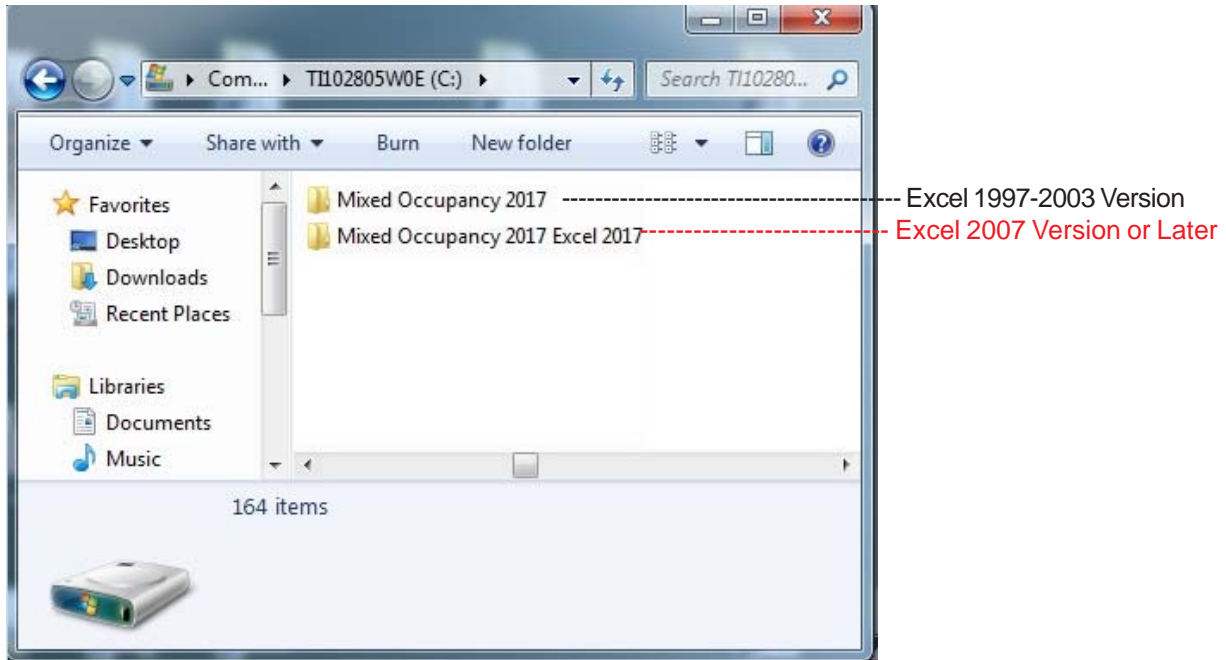 Com... TI102805W0E (C:) Search TI10280...
Organize Share with Burn New folder
Favorites
Desktop
Downloads
Recent Places
Libraries
Documents
Music
Mixed Occupancy 2017
Mixed Occupancy 2017 Excel 2017
164 items
Excel 1997-2003 Version
Excel 2007 Version or Later